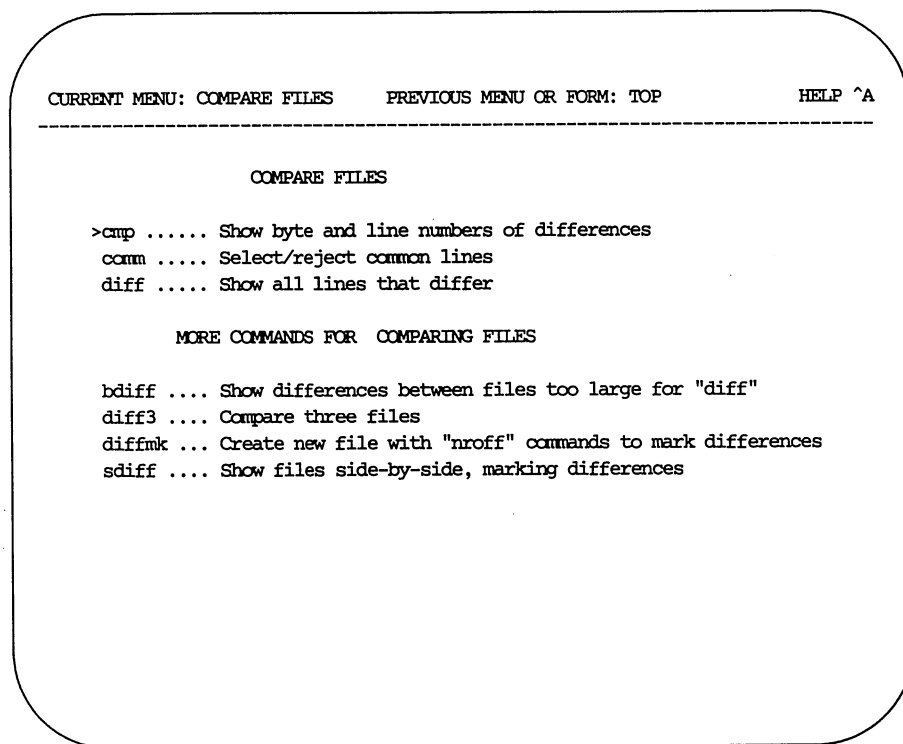 CURRENT MENU: COMPARE FILES PREVIOUS MENU OR FORM: TOP HELP ^A
--------------------------------------------------------------------------------
COMPARE FILES
>cmp ...... Show byte and line numbers of differences
comm ..... Select/reject common lines
diff ..... Show all lines that differ
MORE COMMANDS FOR COMPARING FILES
bdiff .... Show differences between files too large for "diff"
diff3 .... Compare three files
diffmk ... Create new file with "nroff" commands to mark differences
sdiff .... Show files side-by-side, marking differences